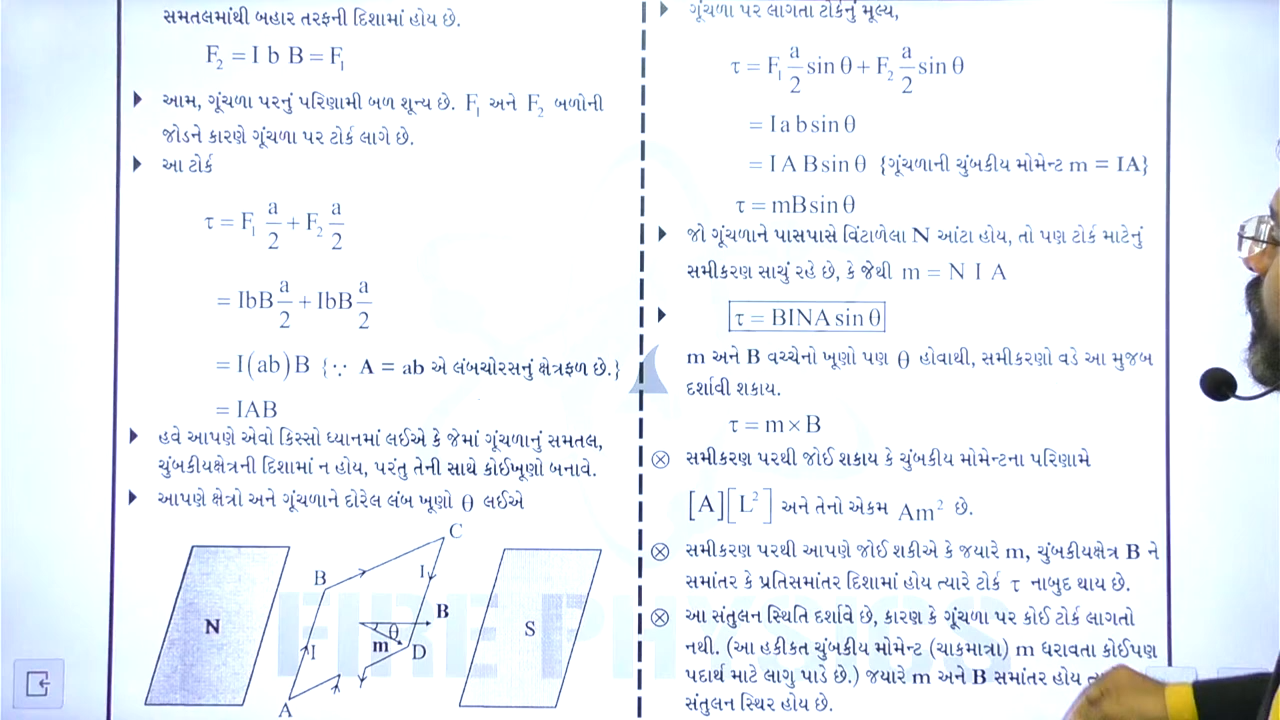 સમતલમાંથી બહાર તરફની દિશામાં હોય છે.
F₂ = I b B = F₁
આમ, ગૂંચળા પરનું પરિણામી બળ શૂન્ય છે. F₁ અને F₂ બળોની
જોડને કારણે ગૂંચળા પર ટોર્ક લાગે છે.
આ ટોર્ક
τ = F₁ a/2 + F₂ a/2
= IbB a/2 + IbB a/2
= I(ab)B {∵ A = ab એ લંબચોરસનું ક્ષેત્રફળ છે.}
= IAB
હવે આપણે એવો કિસ્સો ધ્યાનમાં લઈએ કે જેમાં ગૂંચળાનું સમતલ,
ચુંબકીયક્ષેત્રની દિશામાં ન હોય, પરંતુ તેની સાથે કોઈખૂણો બનાવે.
આપણે ક્ષેત્રો અને ગૂંચળાને દોરેલ લંબ ખૂણો θ લઈએ
N
A
B
C
D
I
I
B
θ
m
S
ગૂંચળા પર લાગતા ટોર્કનું મૂલ્ય,
τ = F₁ a/2 sin θ + F₂ a/2 sin θ
= I a b sin θ
= I A B sin θ {ગૂંચળાની ચુંબકીય મોમેન્ટ m = IA}
τ = mB sin θ
જો ગૂંચળાને પાસપાસે વિંટાળેલા N આંટા હોય, તો પણ ટોર્ક માટેનું
સમીકરણ સાચું રહે છે, કે જેથી m = N I A
τ = BINA sin θ
m અને B વચ્ચેનો ખૂણો પણ θ હોવાથી, સમીકરણો વડે આ મુજબ
દર્શાવી શકાય.
τ = m × B
⊗ સમીકરણ પરથી જોઈ શકાય કે ચુંબકીય મોમેન્ટના પરિણામે
[A][L²] અને તેનો એકમ Am² છે.
⊗ સમીકરણ પરથી આપણે જોઈ શકીએ કે જયારે m, ચુંબકીયક્ષેત્ર B ને
સમાંતર કે પ્રતિસમાંતર દિશામાં હોય ત્યારે ટોર્ક τ નાબુદ થાય છે.
⊗ આ સંતુલન સ્થિતિ દર્શાવે છે, કારણ કે ગૂંચળા પર કોઈ ટોર્ક લાગતો
નથી. (આ હકીકત ચુંબકીય મોમેન્ટ (ચાકમાત્રા) m ધરાવતા કોઈપણ
પદાર્થ માટે લાગુ પાડે છે.) જયારે m અને B સમાંતર હોય
સંતુલન સ્થિર હોય છે.
FIRE PHYSICS